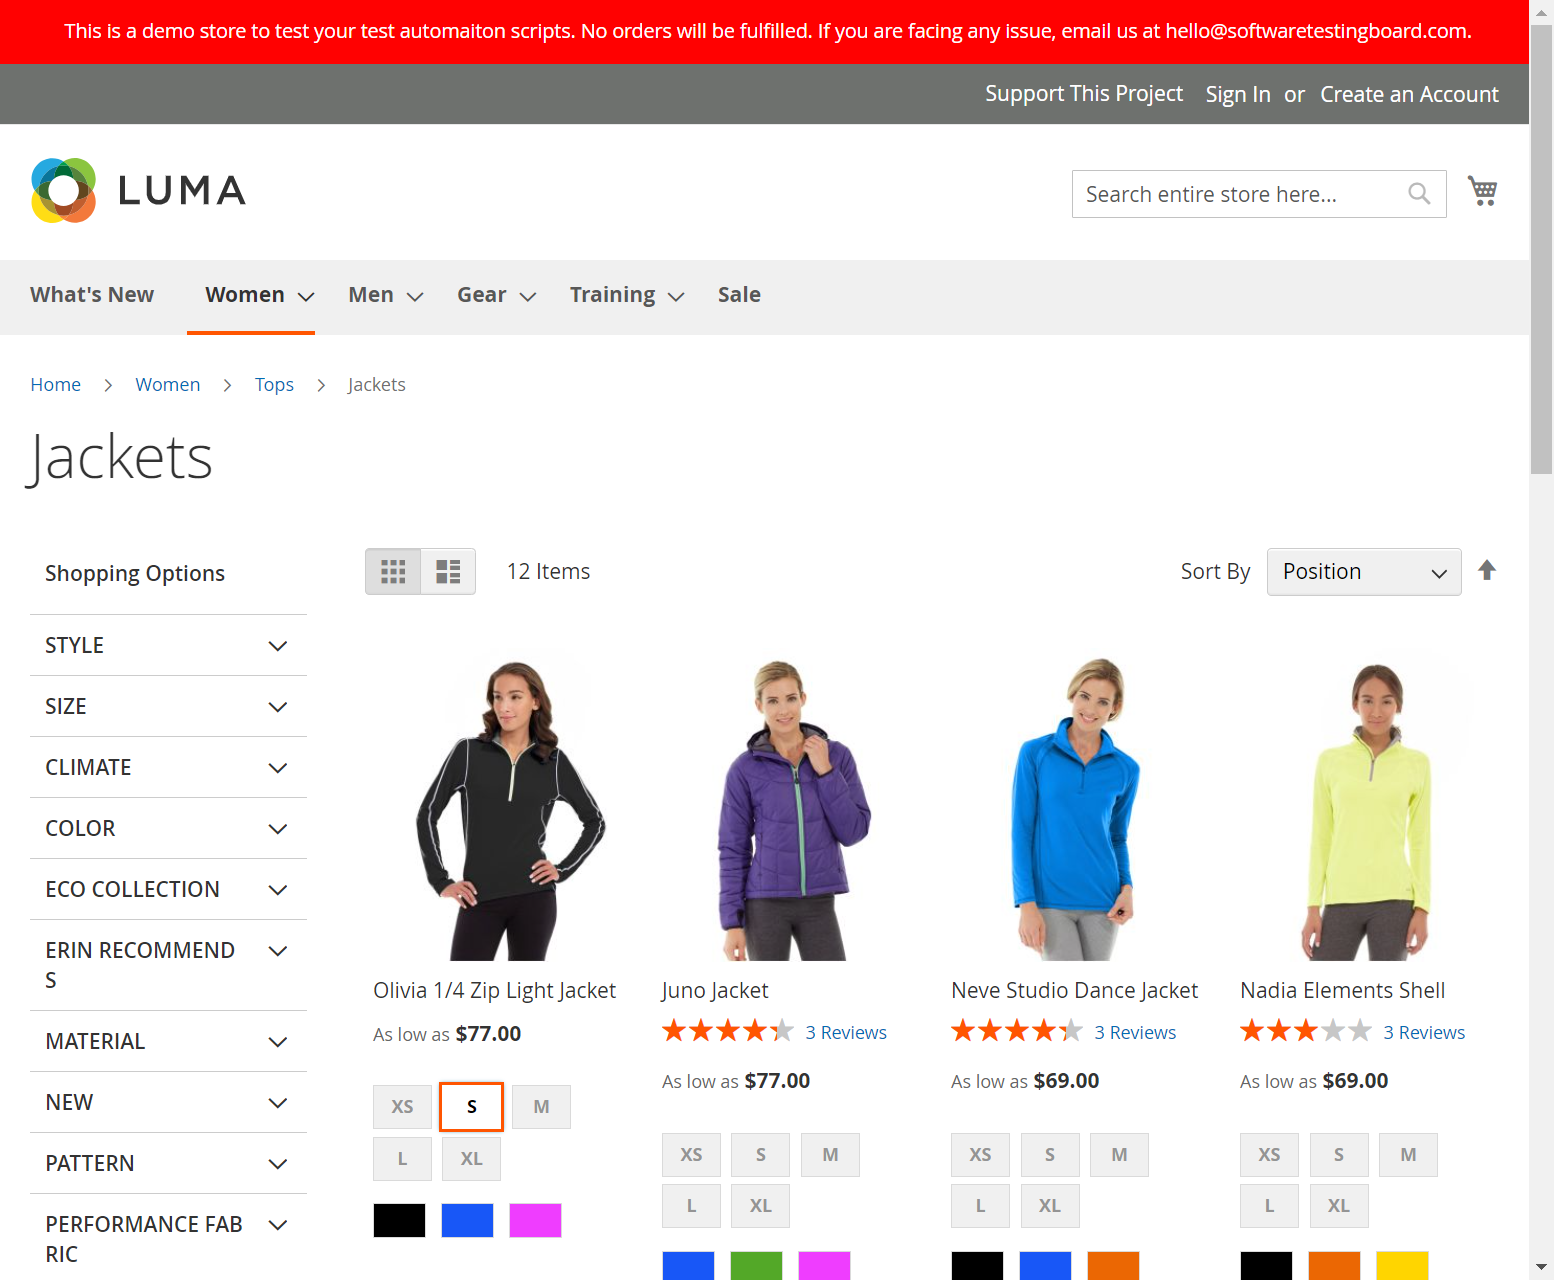 This is a demo store to test your test automaiton scripts. No orders will be fulfilled. If you are facing any issue, email us at hello@softwaretestingboard.com.
Support This Project Sign In or Create an Account
LUMA
Search entire store here...
What's New Women Men Gear Training Sale
Home Women Tops Jackets
Jackets
Shopping Options
12 Items
Sort By Position
STYLE
SIZE
CLIMATE
COLOR
ECO COLLECTION
ERIN RECOMMEND
S
MATERIAL
NEW
PATTERN
PERFORMANCE FAB
RIC
Olivia 1/4 Zip Light Jacket
As low as $77.00
XS S M
L XL
Juno Jacket
3 Reviews
As low as $77.00
XS S M
L XL
Neve Studio Dance Jacket
3 Reviews
As low as $69.00
XS S M
L XL
Nadia Elements Shell
3 Reviews
As low as $69.00
XS S M
L XL